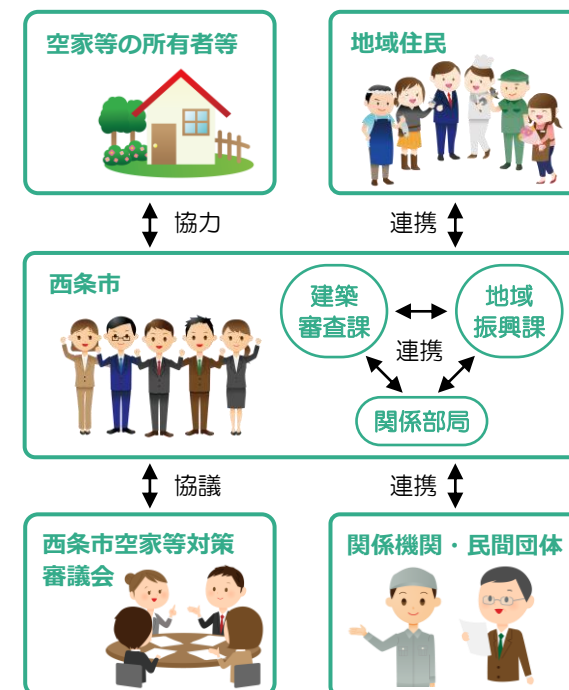 空家等の所有者等
地域住民
協力
連携
西条市
建築
審査課
地域
振興課
連携
関係部局
協議
連携
西条市空家等対策
審議会
関係機関・民間団体